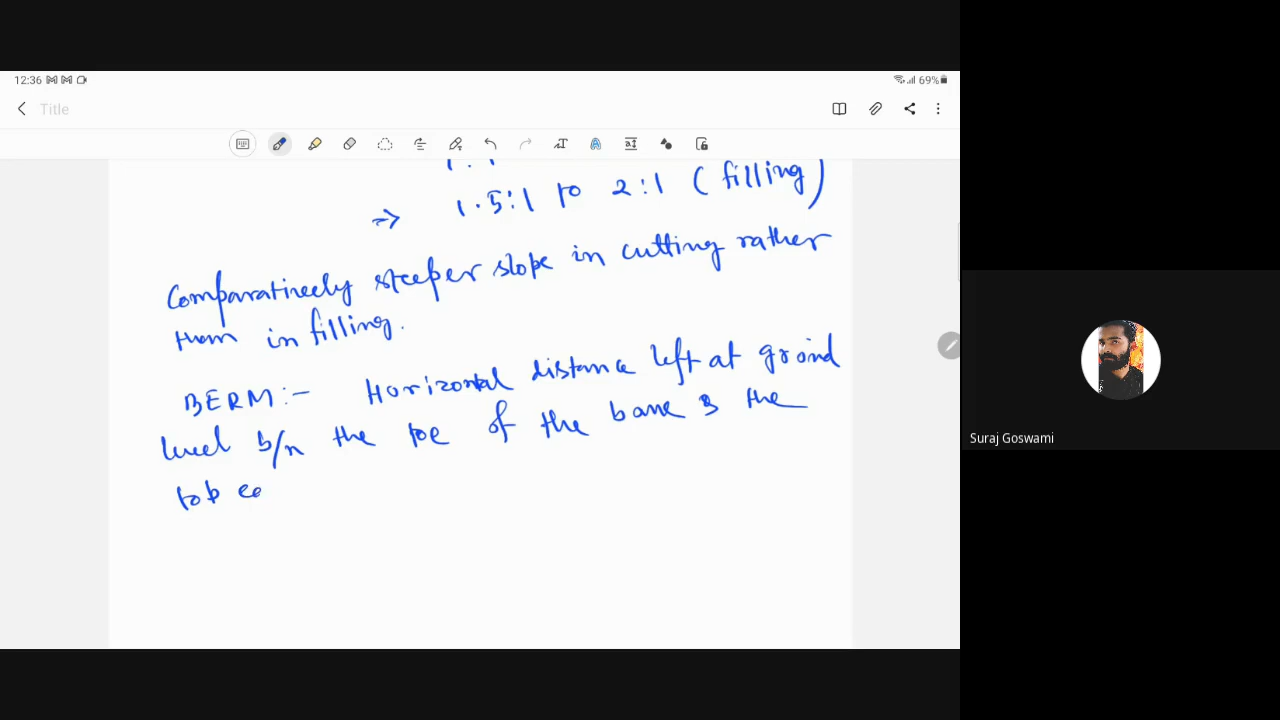 12:36
69%
Title
1.5:1 to 2:1 (filling)
⇒
Comparatively steeper slope in cutting rather
them in filling.
BERM:- Horizontal distance left at ground
level b/n the toe of the bank & the
top
Suraj Goswami